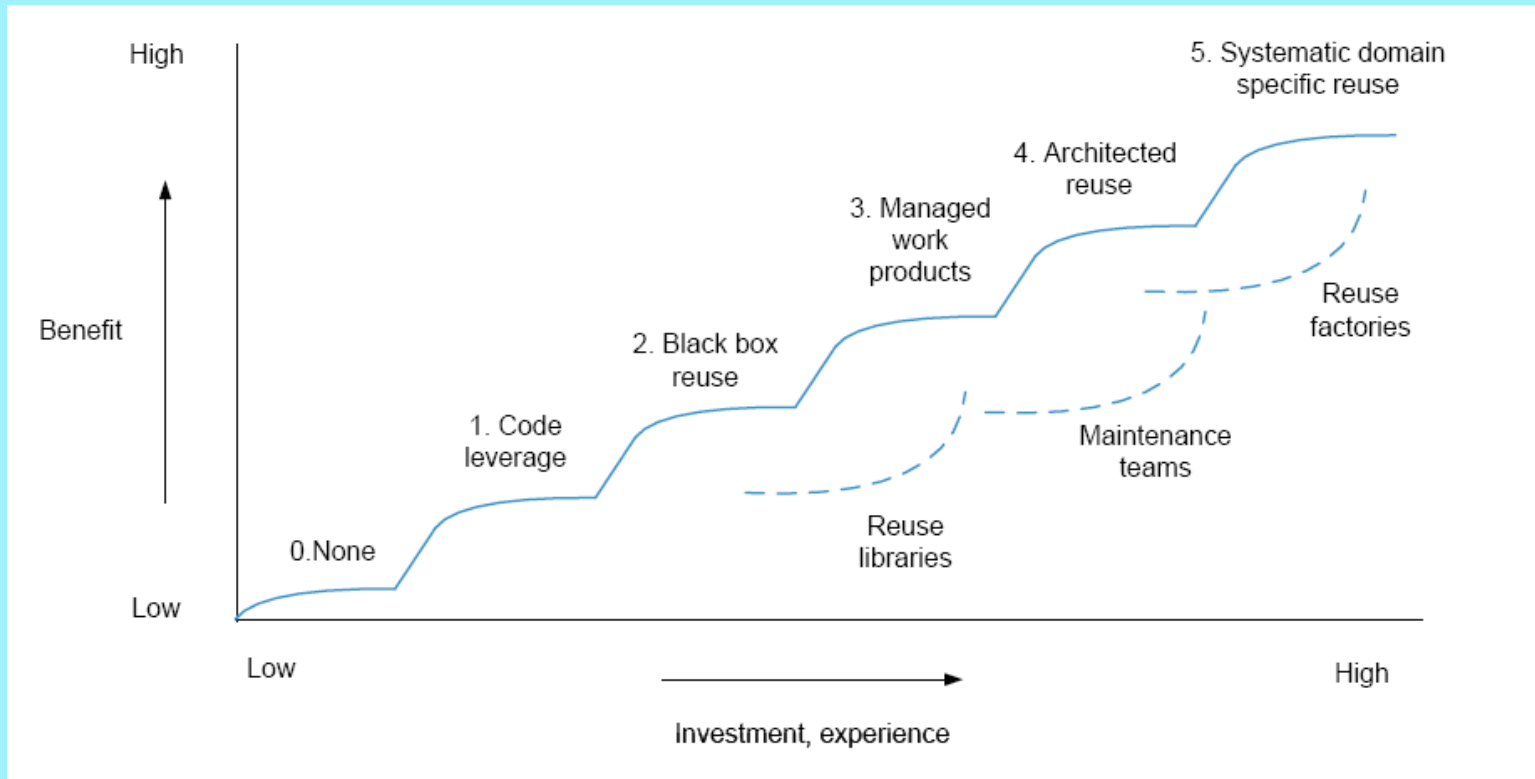 High
5. Systematic domain
specific reuse
4. Architected
reuse
3. Managed
work
products
Reuse
factories
Benefit
2. Black box
reuse
1. Code
leverage
Maintenance
teams
Reuse
libraries
0.None
Low
Low
High
Investment, experience